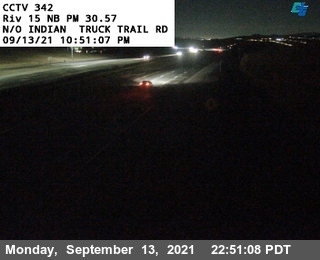 CCTV 342
Riv 15 NB PM 30.57
N/O INDIAN TRUCK TRAIL RD
09/13/21 10:51:07 PM
Monday, September 13, 2021 22:51:08 PDT